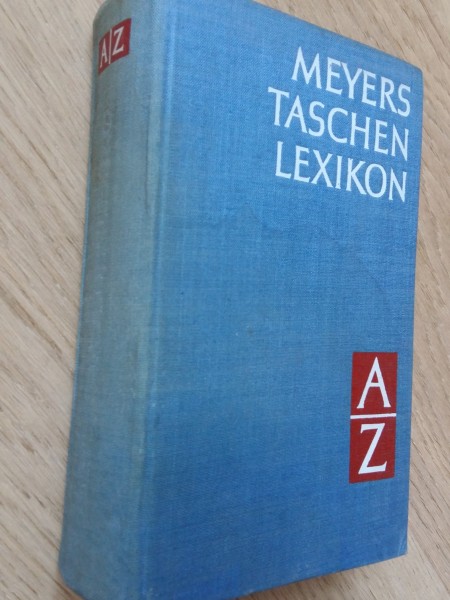 A|Z
MEYERS
TASCHEN
LEXIKON
A
Z